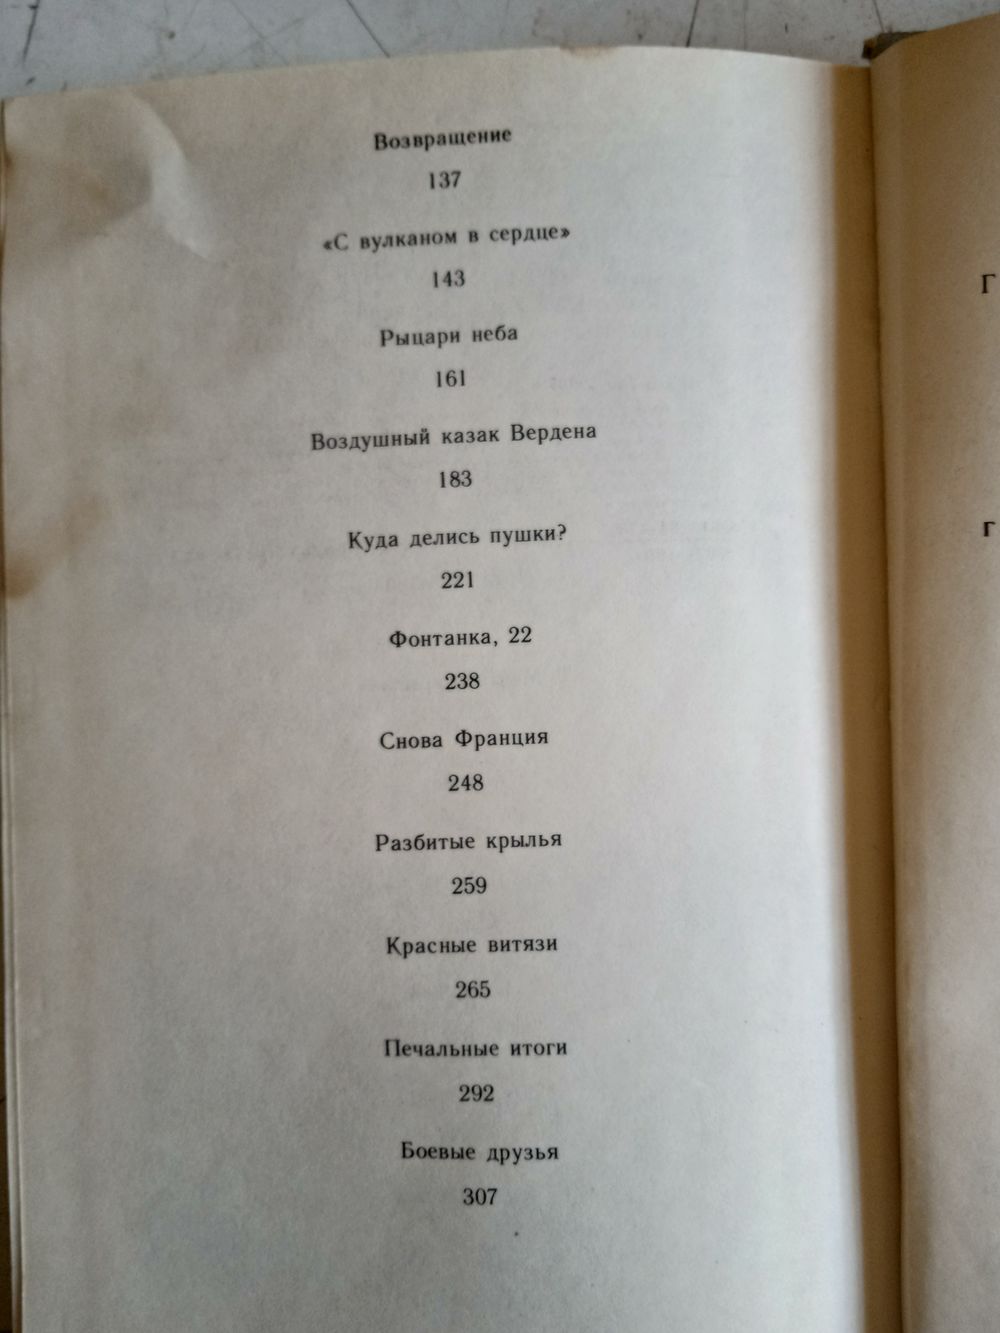 Возвращение
137
«С вулканом в сердце»
143
Рыцари неба
161
Воздушный казак Вердена
183
Куда делись пушки?
221
Фонтанка, 22
238
Снова Франция
248
Разбитые крылья
259
Красные витязи
265
Печальные итоги
292
Боевые друзья
307
Г
Г